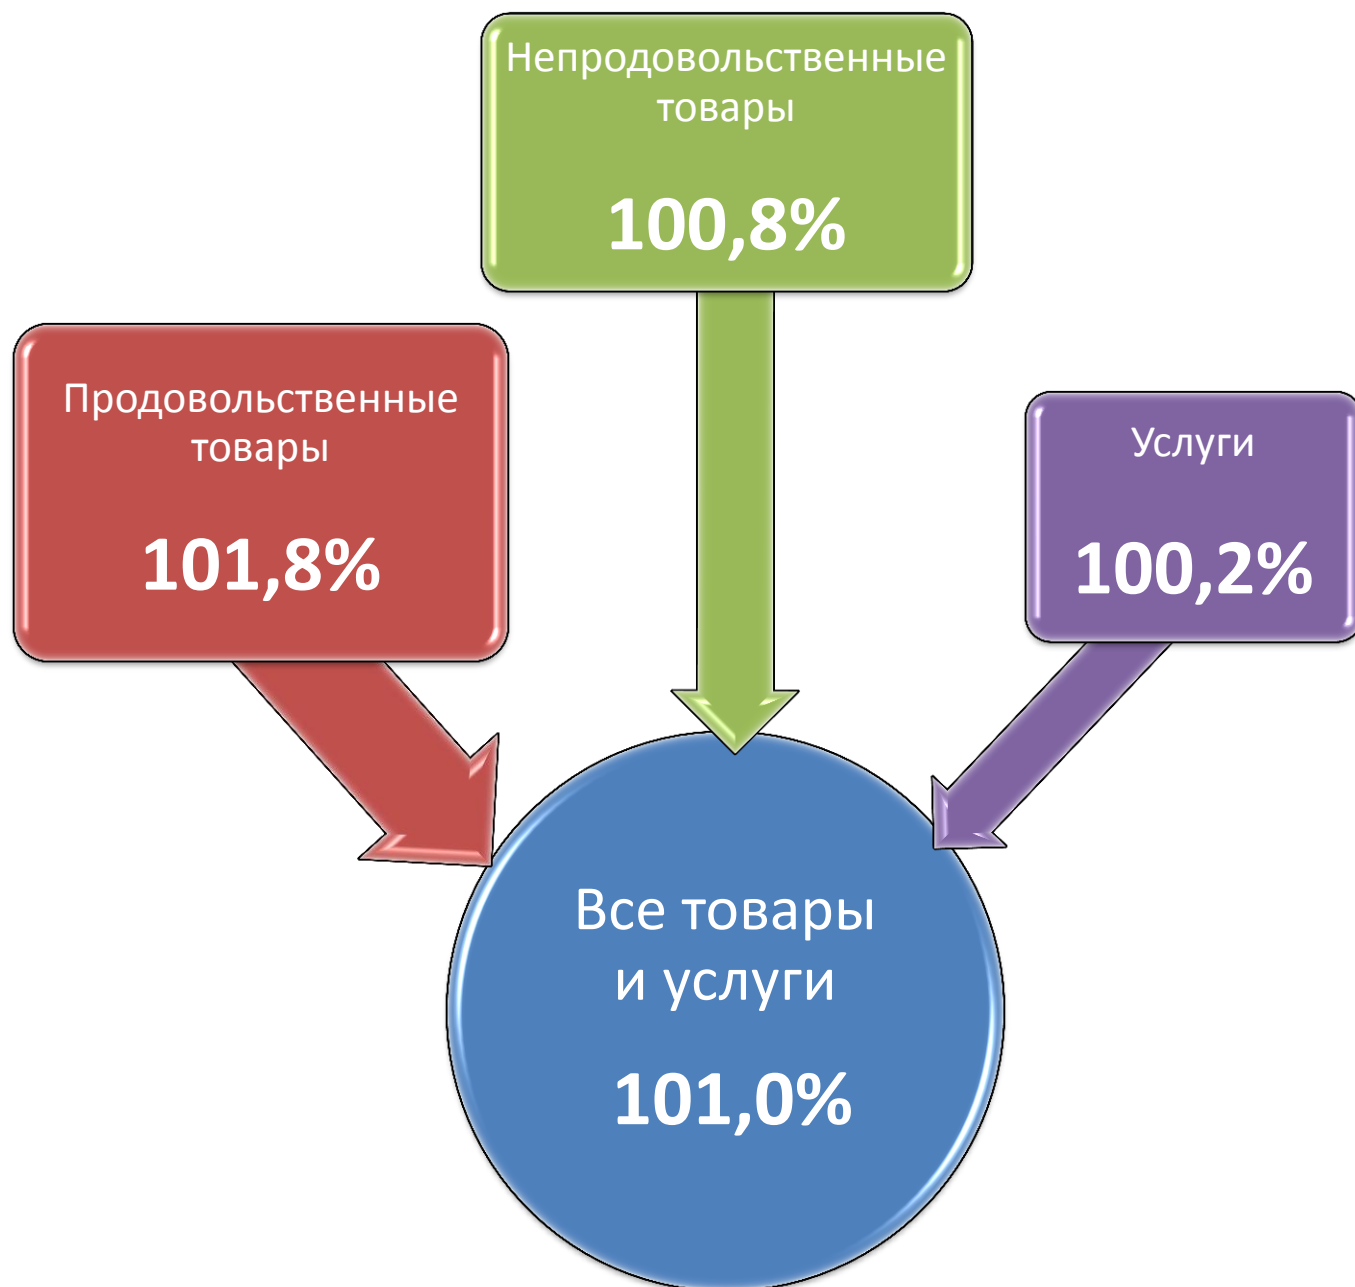 Непродовольственные
товары
100,8%
Продовольственные
товары
101,8%
Услуги
100,2%
Все товары
и услуги
101,0%